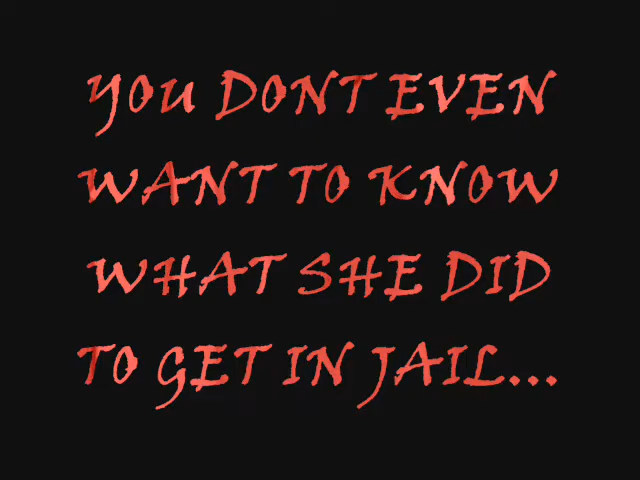 YOU DONT EVEN
WANT TO KNOW
WHAT SHE DID
TO GET IN JAIL...